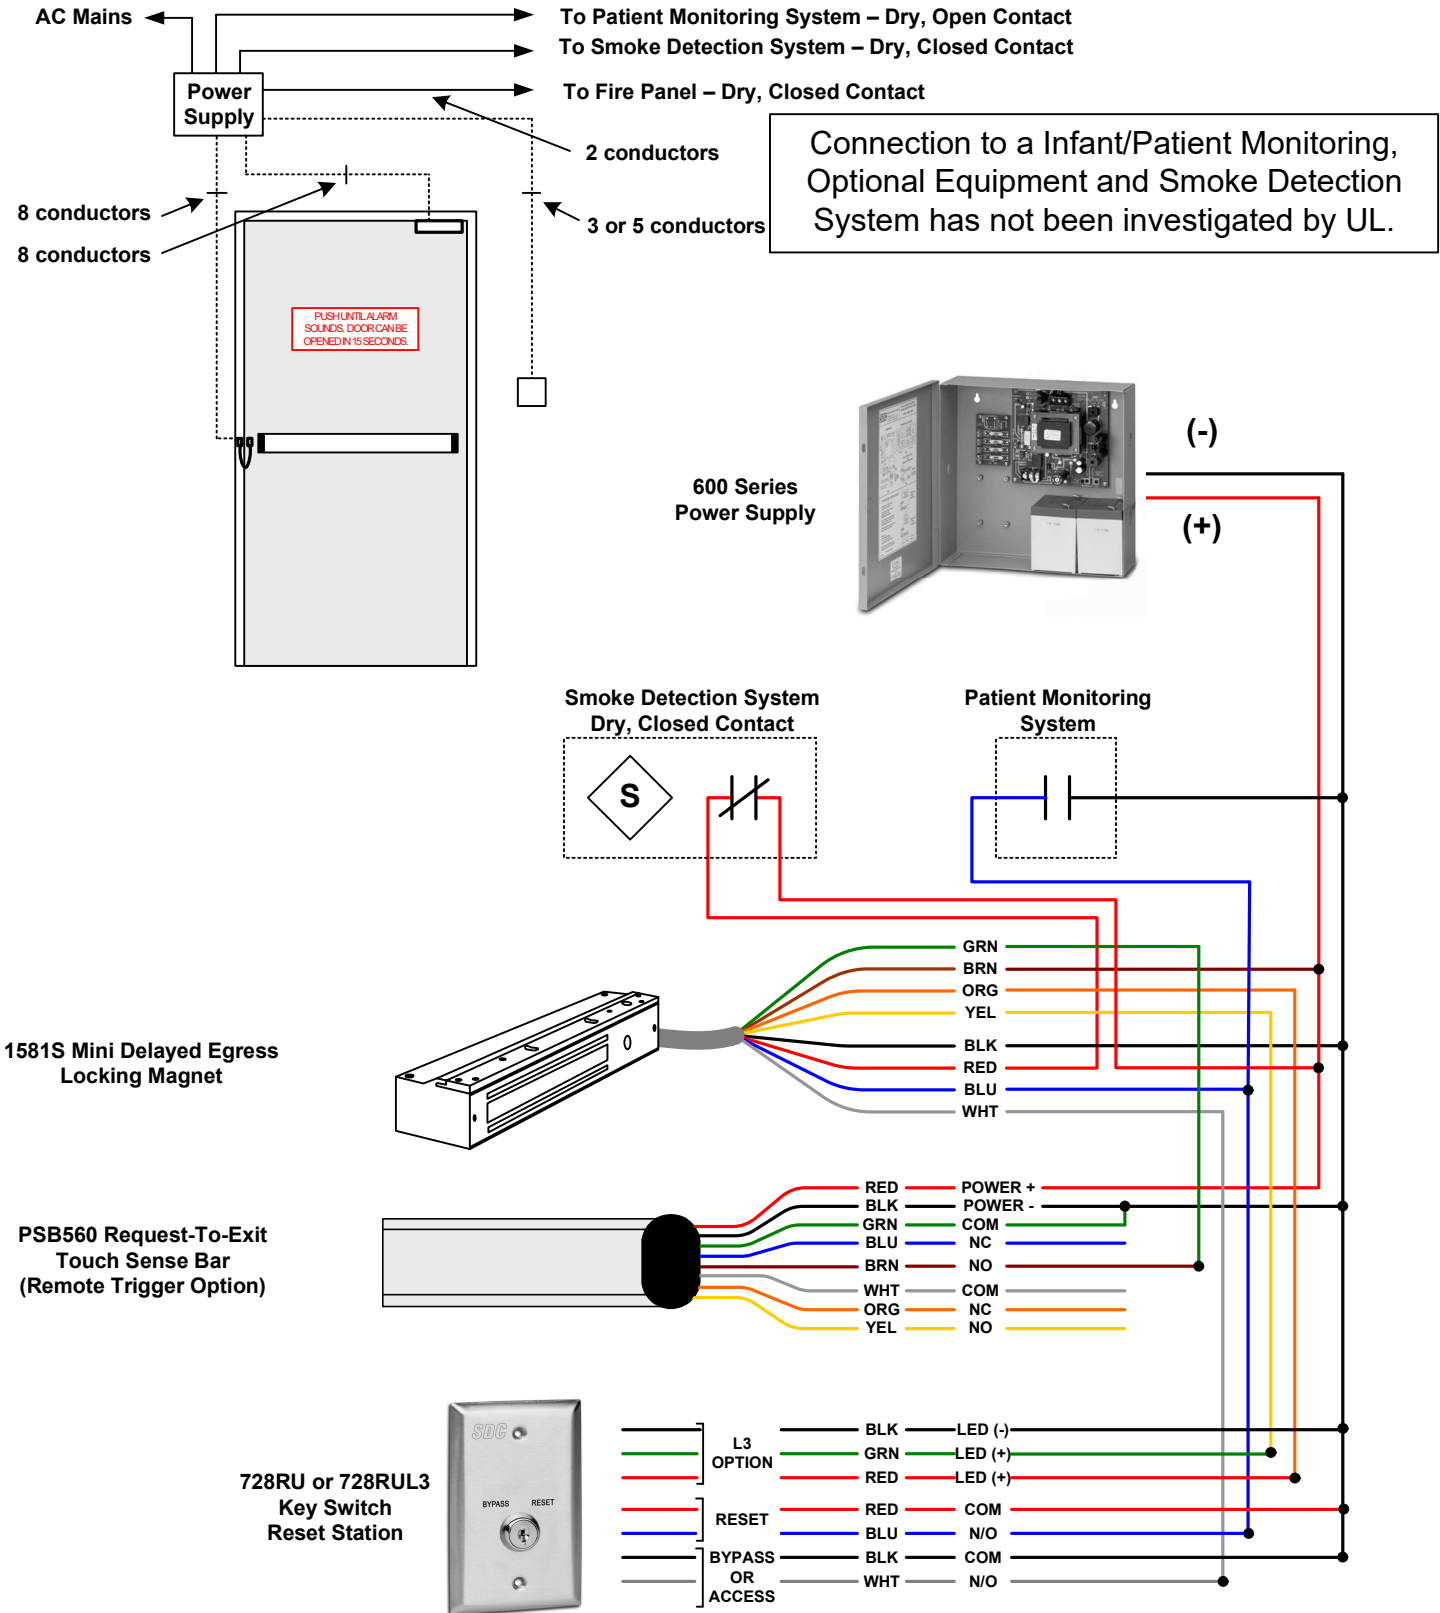 AC Mains
To Patient Monitoring System – Dry, Open Contact
To Smoke Detection System – Dry, Closed Contact
Power
Supply
To Fire Panel – Dry, Closed Contact
2 conductors
8 conductors
8 conductors
3 or 5 conductors
Connection to a Infant/Patient Monitoring,
Optional Equipment and Smoke Detection
System has not been investigated by UL.
PUSH UNTIL ALARM
SOUNDS. DOOR CAN BE
OPENED IN 15 SECONDS.
600 Series
Power Supply
(-)
(+)
Smoke Detection System
Dry, Closed Contact
S
Patient Monitoring
System
1581S Mini Delayed Egress
Locking Magnet
GRN
BRN
ORG
YEL
BLK
RED
BLU
WHT
PSB560 Request-To-Exit
Touch Sense Bar
(Remote Trigger Option)
RED POWER +
BLK POWER -
GRN COM
BLU NC
BRN NO
WHT COM
ORG NC
YEL NO
728RU or 728RUL3
Key Switch
Reset Station
SDC
BYPASS RESET
L3
OPTION
BLK LED (-)
GRN LED (+)
RED LED (+)
RESET
RED COM
BLU N/O
BYPASS
OR
ACCESS
BLK COM
WHT N/O